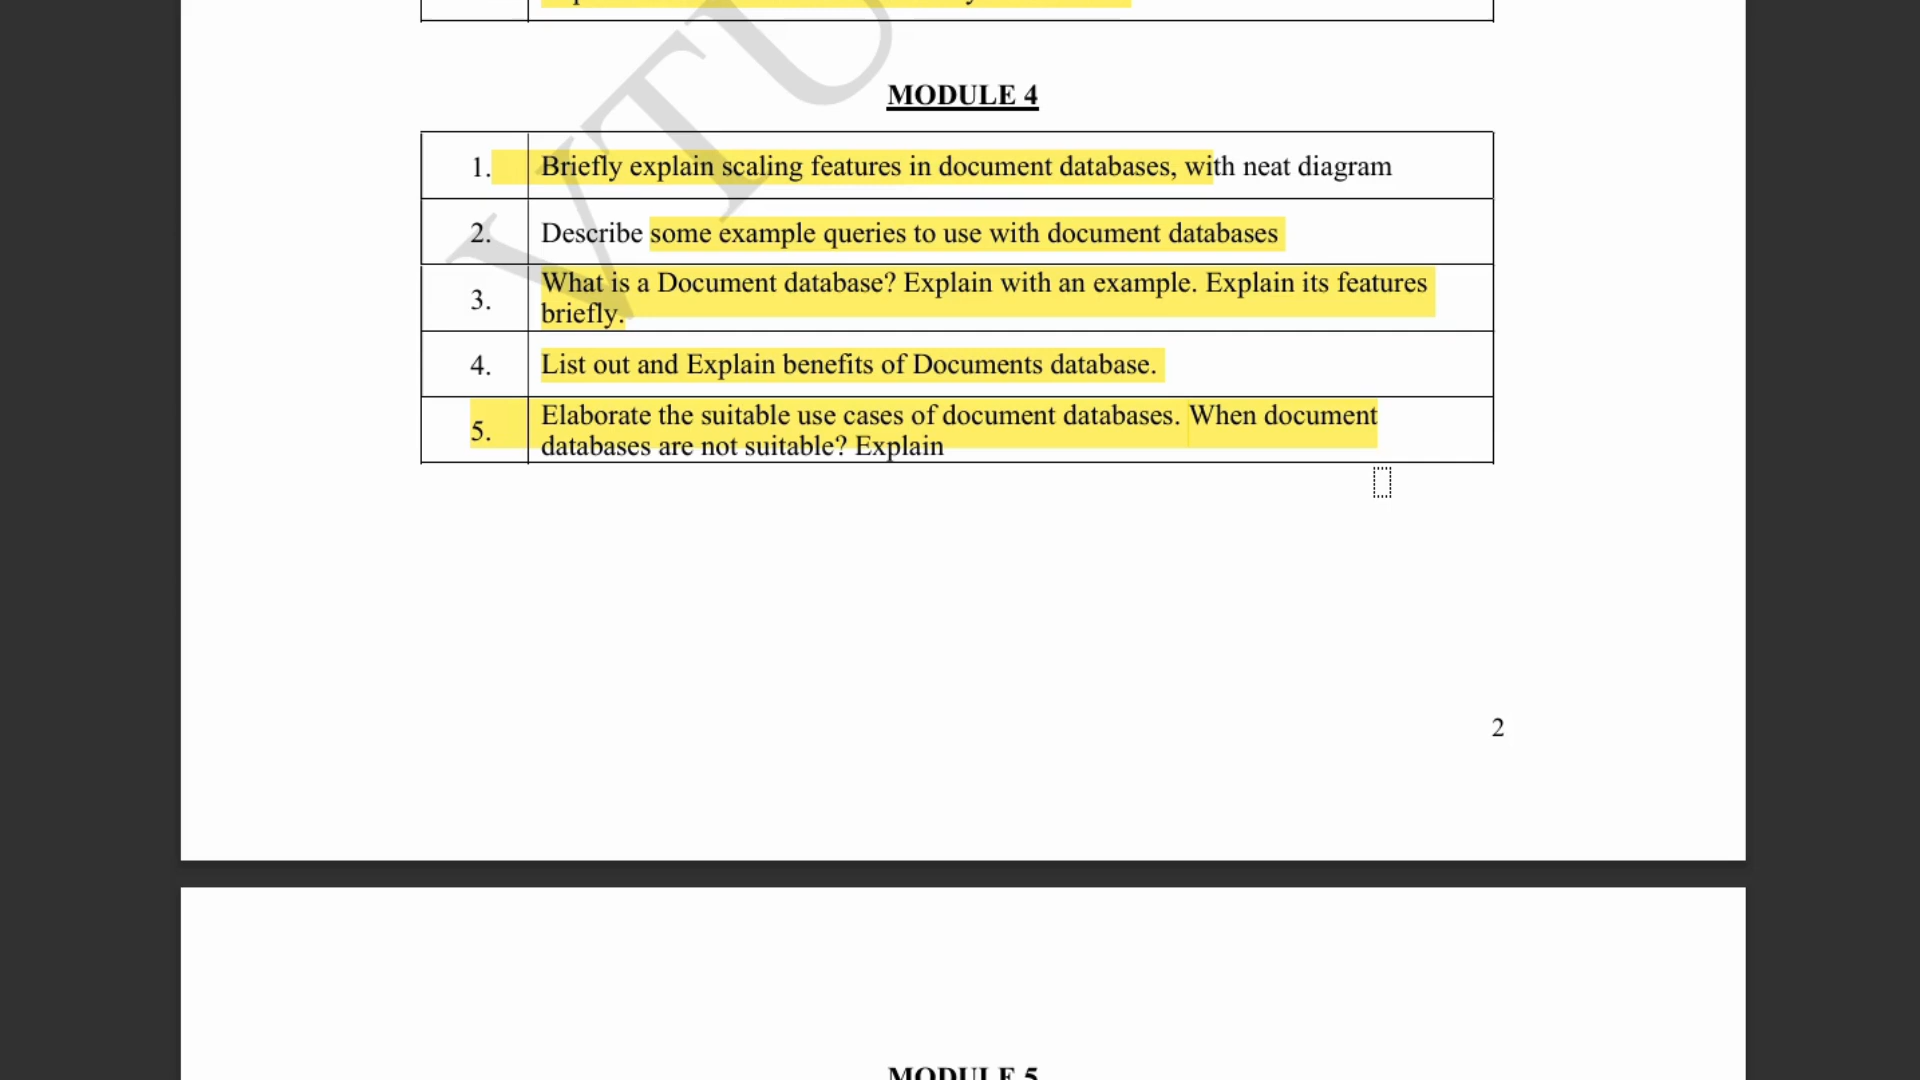 MODULE 4
1. Briefly explain scaling features in document databases, with neat diagram
2. Describe some example queries to use with document databases
3. What is a Document database? Explain with an example. Explain its features
briefly.
4. List out and Explain benefits of Documents database.
5. Elaborate the suitable use cases of document databases. When document
databases are not suitable? Explain
2
MODULE 5
VTU